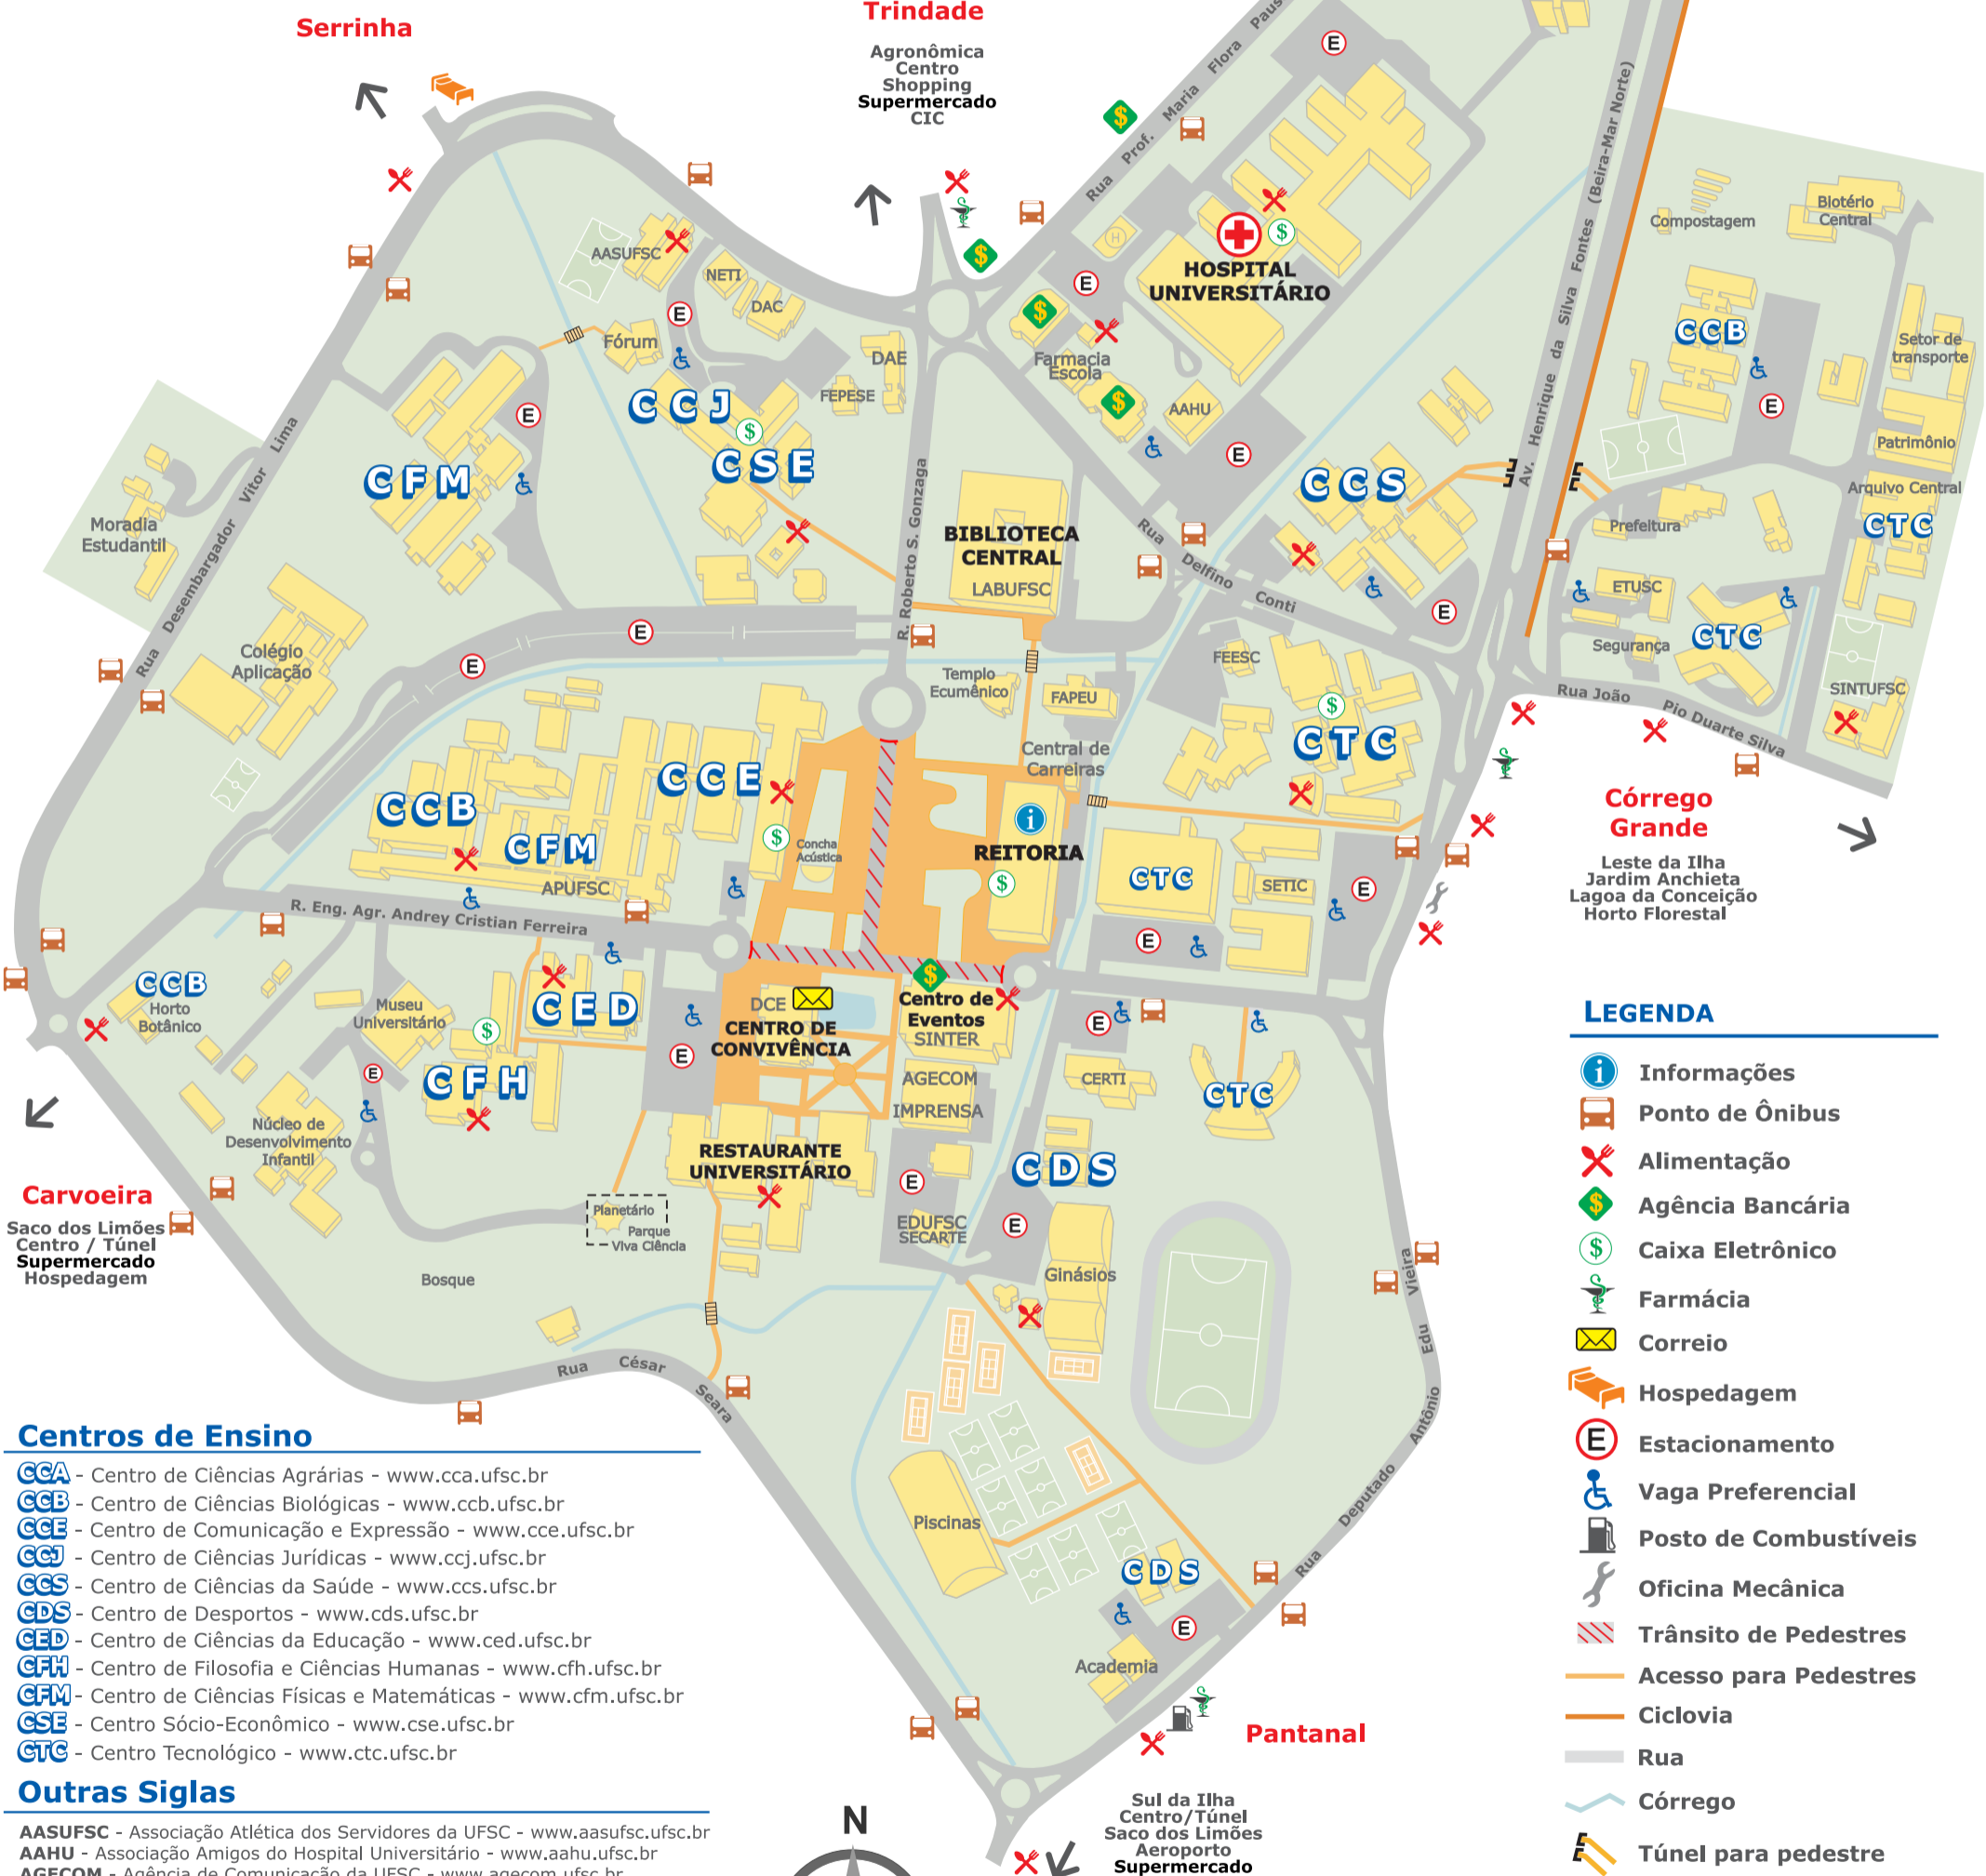 Serrinha
Trindade
Agronômica
Centro
Shopping
Supermercado
CIC
Rua Prof. Maria Flora Paus
E
Av. Henrique da Silva Fontes (Beira-Mar Norte)
Compostagem
Biotério
Central
AASUFSC
NETI
DAC
E
H
E
HOSPITAL
UNIVERSITÁRIO
CCB
Setor de
transporte
E
Fórum
DAE
FEPESE
Farmacia
Escola
AAHU
E
CCJ
CSE
E
CFM
CCS
Patrimônio
Arquivo Central
CTC
Prefeitura
Moradia
Estudantil
Rua Desembargador Vitor Lima
R. Roberto S. Gonzaga
BIBLIOTECA
CENTRAL
LABUFSC
Rua Delfino Conti
E
ETUSC
CTC
Segurança
SINTUFSC
Colégio
Aplicação
E
E
Templo
Ecumênico
FAPEU
FEESC
Rua João Pio Duarte Silva
Central de
Carreiras
CTC
CCE
CCB
CFM
APUFSC
Concha
Acústica
i
REITORIA
CTC
SETIC
E
E
Córrego
Grande
Leste da Ilha
Jardim Anchieta
Lagoa da Conceição
Horto Florestal
R. Eng. Agr. Andrey Cristian Ferreira
CCB
Horto
Botânico
Museu
Universitário
CED
DCE
CENTRO DE
CONVIVÊNCIA
Centro de
Eventos
SINTER
E
E
E
CFH
AGECOM
IMPRENSA
CERTI
CTC
Núcleo de
Desenvolvimento
Infantil
RESTAURANTE
UNIVERSITÁRIO
CDS
E
E
EDUFSC
SECARTE
Planetário
Parque
Viva Ciência
Ginásios
Bosque
Carvoeira
Saco dos Limões
Centro / Túnel
Supermercado
Hospedagem
Rua César Seara
Rua Deputado Antônio Edu Vieira
Piscinas
CDS
E
Academia
Pantanal
Sul da Ilha
Centro/Túnel
Saco dos Limões
Aeroporto
Supermercado
N
LEGENDA
i Informações
Ponto de Ônibus
Alimentação
$ Agência Bancária
$ Caixa Eletrônico
Farmácia
Correio
Hospedagem
E Estacionamento
Vaga Preferencial
Posto de Combustíveis
Oficina Mecânica
Trânsito de Pedestres
Acesso para Pedestres
Ciclovia
Rua
Córrego
Túnel para pedestre
Centros de Ensino
CCA - Centro de Ciências Agrárias - www.cca.ufsc.br
CCB - Centro de Ciências Biológicas - www.ccb.ufsc.br
CCE - Centro de Comunicação e Expressão - www.cce.ufsc.br
CCJ - Centro de Ciências Jurídicas - www.ccj.ufsc.br
CCS - Centro de Ciências da Saúde - www.ccs.ufsc.br
CDS - Centro de Desportos - www.cds.ufsc.br
CED - Centro de Ciências da Educação - www.ced.ufsc.br
CFH - Centro de Filosofia e Ciências Humanas - www.cfh.ufsc.br
CFM - Centro de Ciências Físicas e Matemáticas - www.cfm.ufsc.br
CSE - Centro Sócio-Econômico - www.cse.ufsc.br
CTC - Centro Tecnológico - www.ctc.ufsc.br
Outras Siglas
AASUFSC - Associação Atlética dos Servidores da UFSC - www.aasufsc.ufsc.br
AAHU - Associação Amigos do Hospital Universitário - www.aahu.ufsc.br
AGECOM - Agência de Comunicação da UFSC - www.agecom.ufsc.br